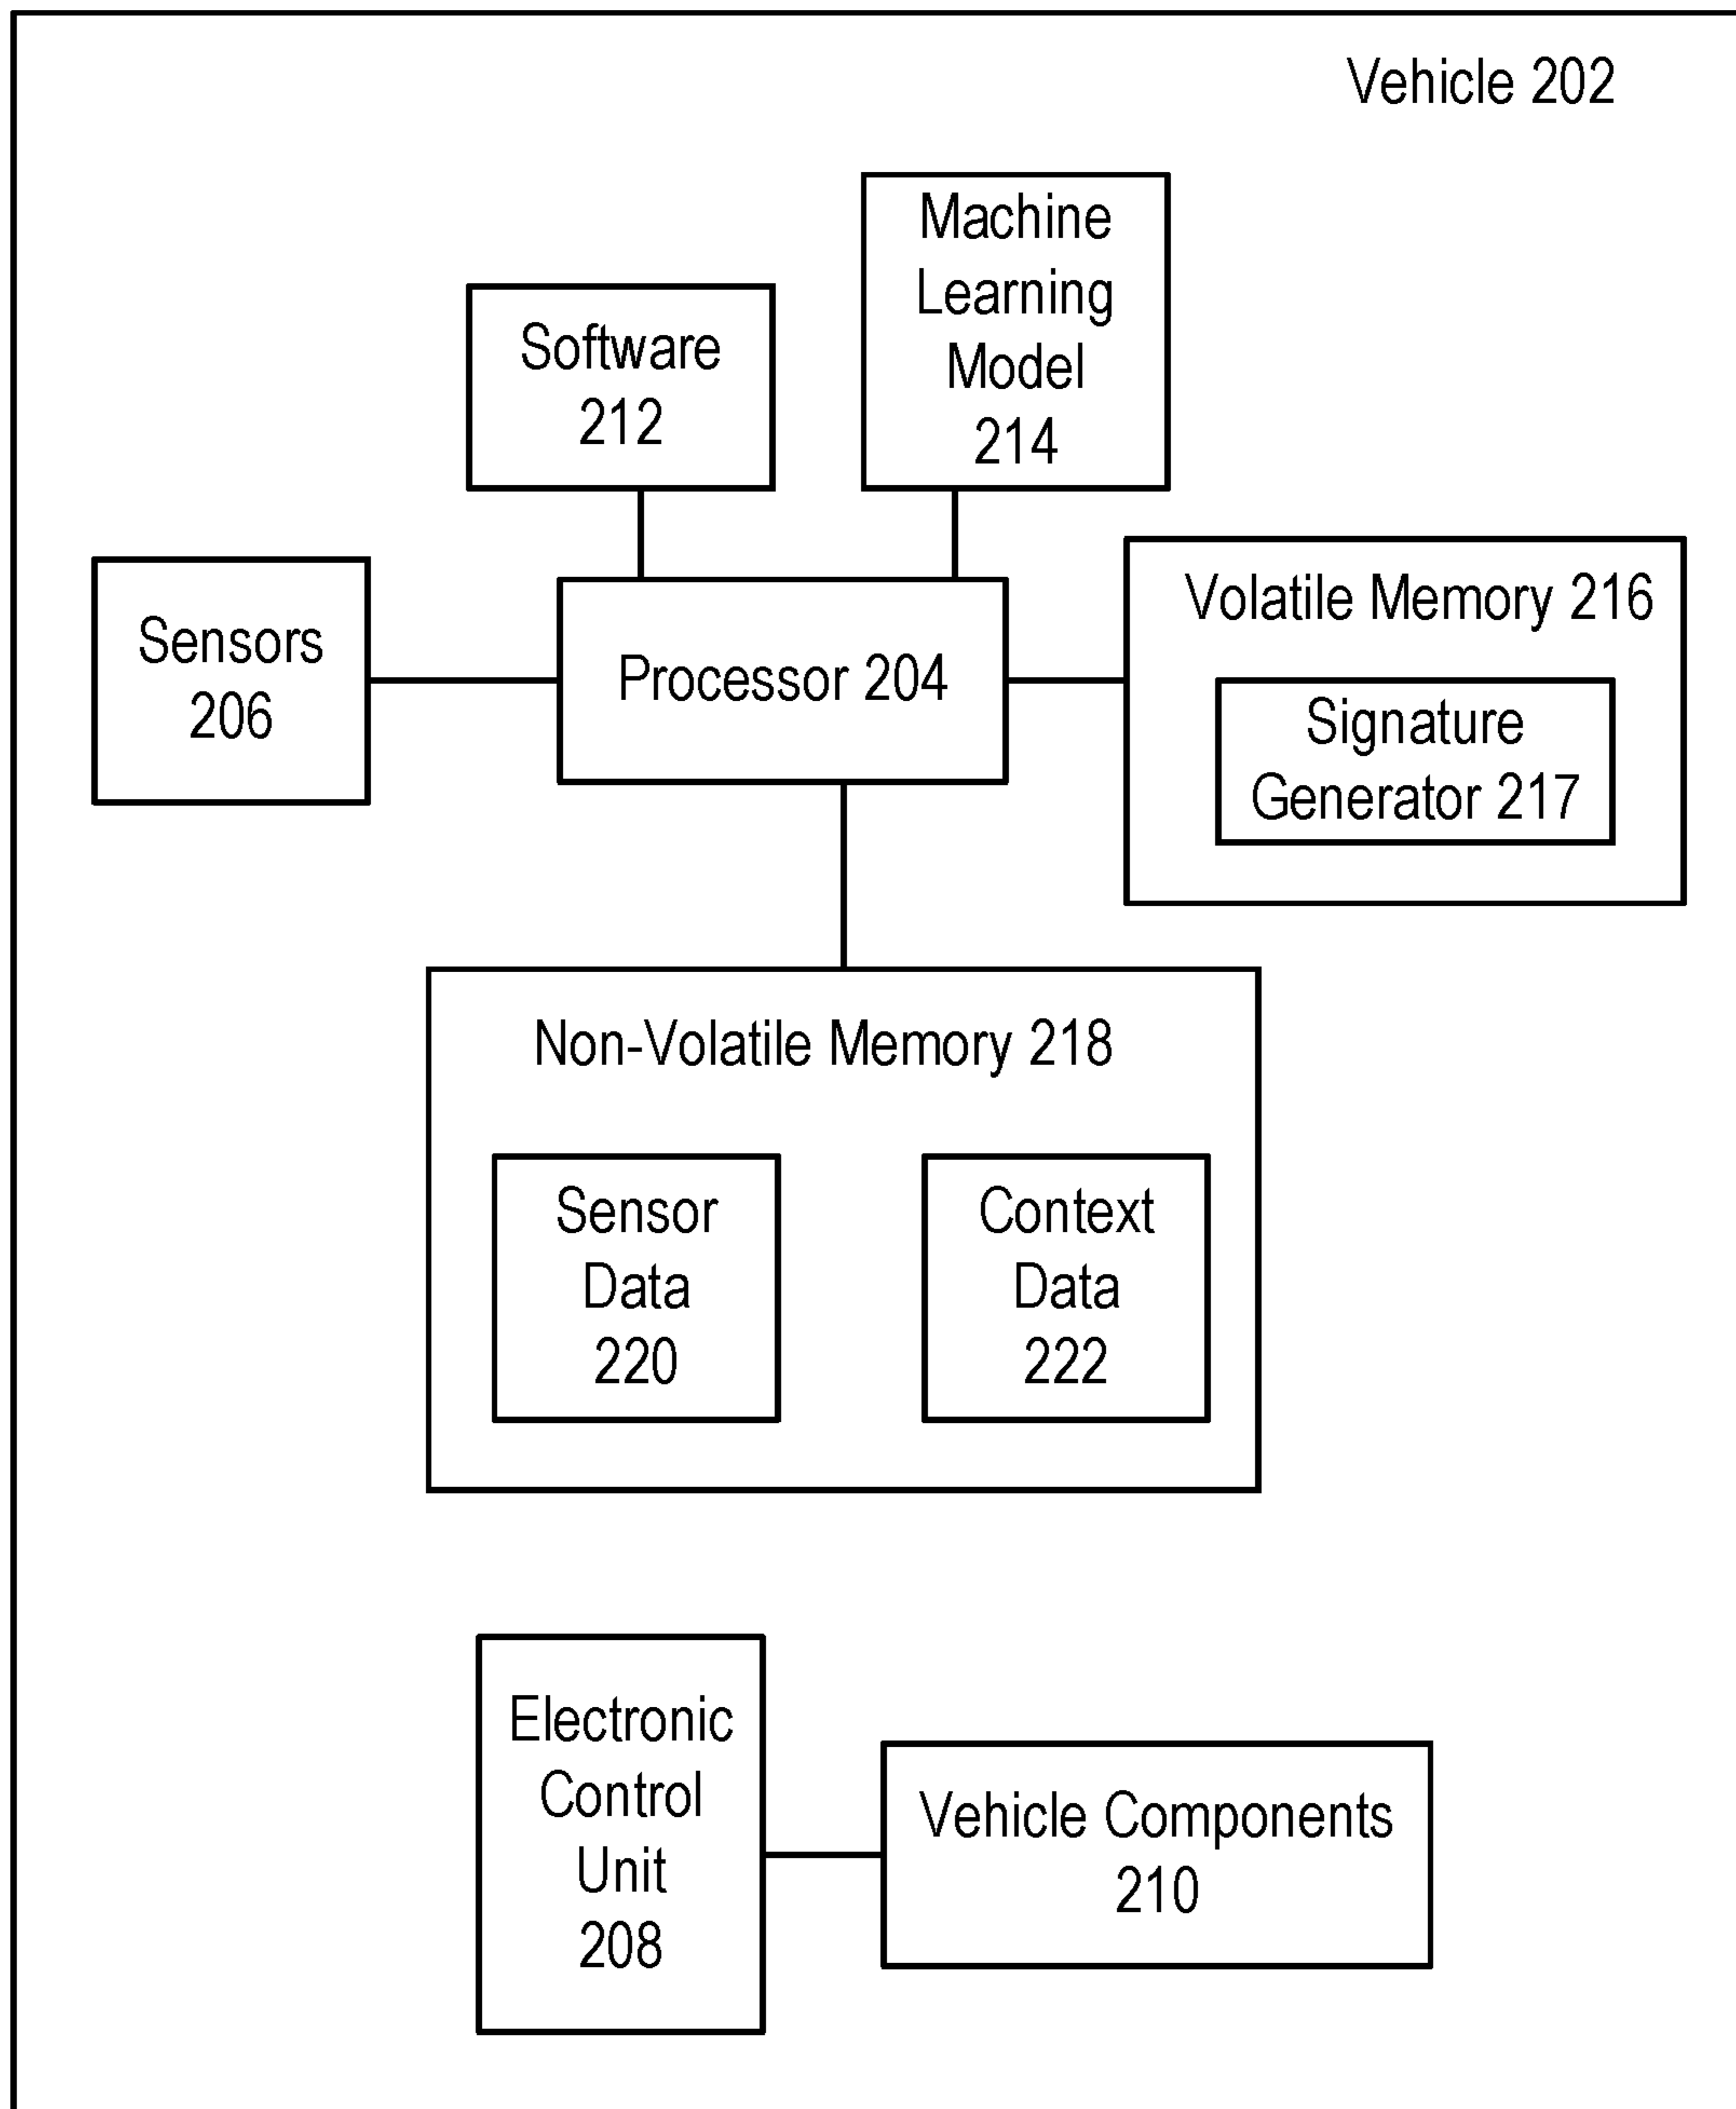 Vehicle 202
Machine
Learning
Model
214
Software
212
Sensors
206
Processor 204
Volatile Memory 216
Signature
Generator 217
Non-Volatile Memory 218
Sensor
Data
220
Context
Data
222
Electronic
Control
Unit
208
Vehicle Components
210